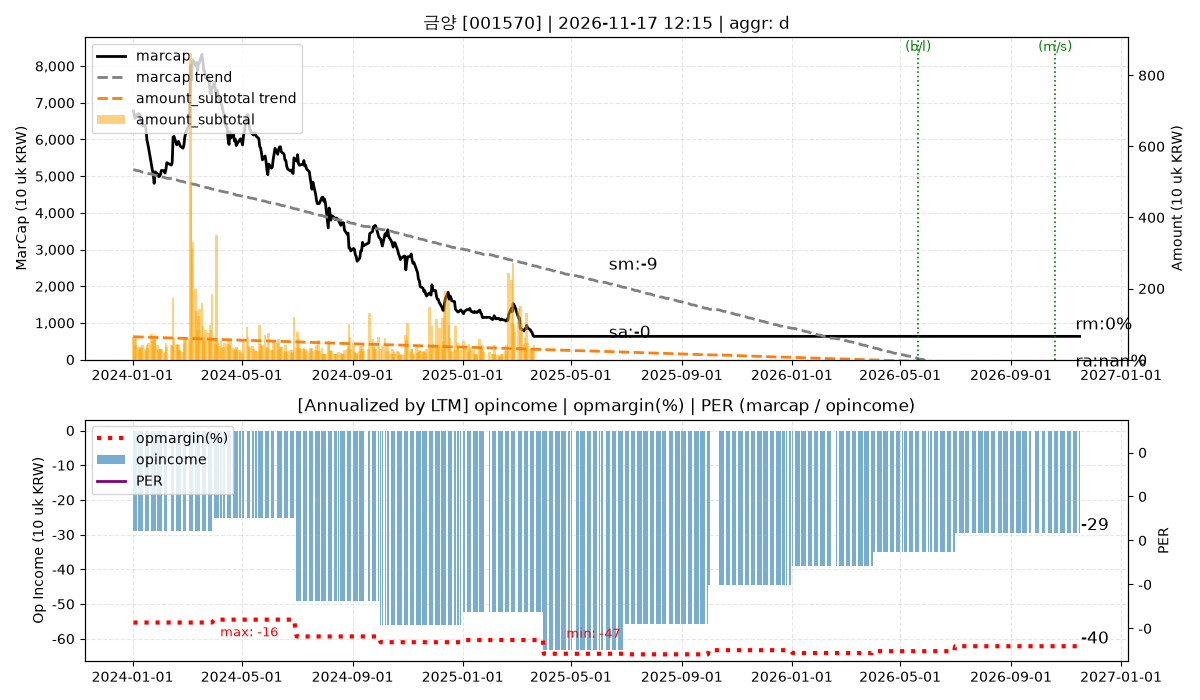 금양 [001570] | 2026-11-17 12:15 | aggr: d
(b/l)
(m/s)
marcap
marcap trend
amount_subtotal trend
amount_subtotal
MarCap (10 uk KRW)
8,000
7,000
6,000
5,000
4,000
3,000
2,000
1,000
0
Amount (10 uk KRW)
800
600
400
200
0
sm:-9
sa:-0
rm:0%
ra:nan%
2024-01-01
2024-05-01
2024-09-01
2025-01-01
2025-05-01
2025-09-01
2026-01-01
2026-05-01
2026-09-01
2027-01-01
[Annualized by LTM] opincome | opmargin(%) | PER (marcap / opincome)
opmargin(%)
opincome
PER
Op Income (10 uk KRW)
0
-10
-20
-30
-40
-50
-60
PER
0
0
0
-0
-0
-29
-40
max: -16
min: -47
2024-01-01
2024-05-01
2024-09-01
2025-01-01
2025-05-01
2025-09-01
2026-01-01
2026-05-01
2026-09-01
2027-01-01